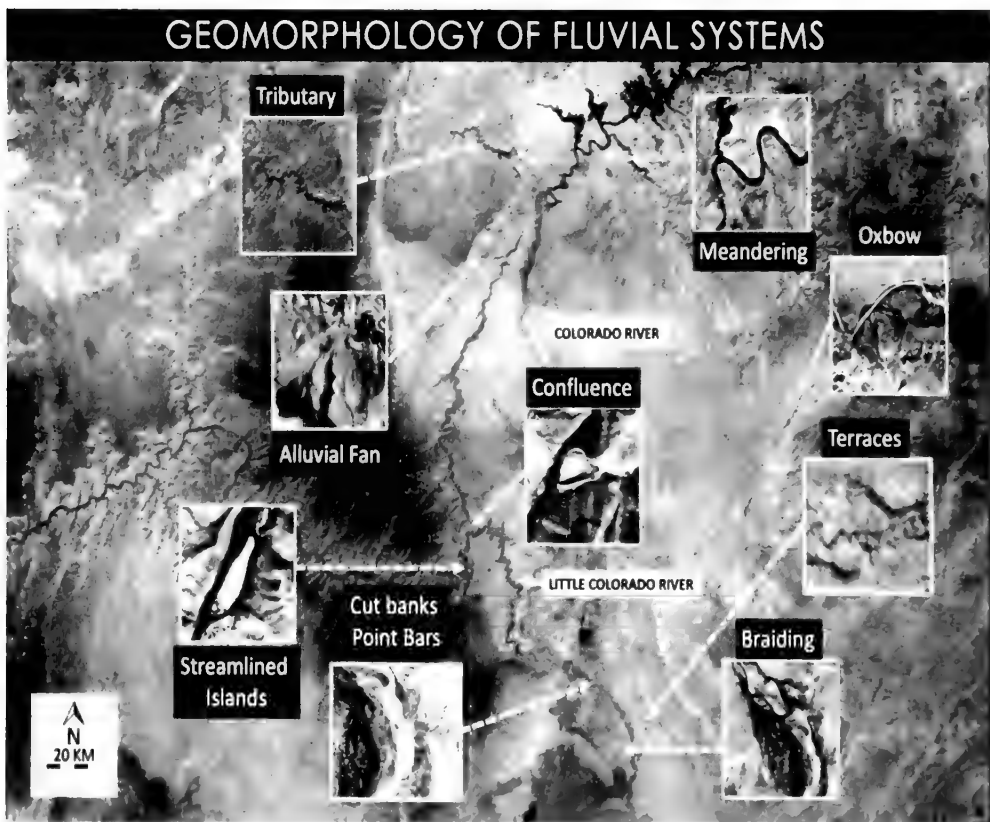 GEOMORPHOLOGY OF FLUVIAL SYSTEMS
Tributary
Meandering
Oxbow
COLORADO RIVER
Confluence
Alluvial Fan
Terraces
LITTLE COLORADO RIVER
Cut banks
Point Bars
Braiding
Streamlined
Islands
N
20 KM